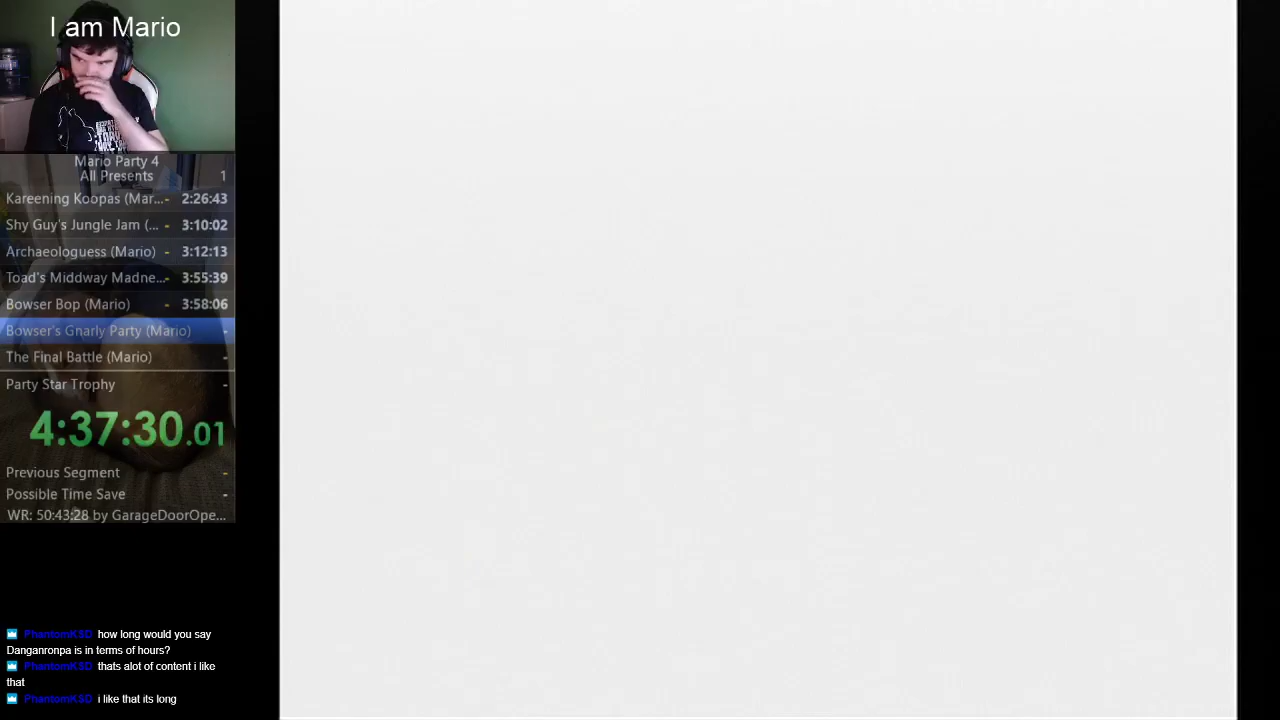 I am Mario
Mario Party 4
All Presents 1
Kareening Koopas (Mar... - 2:26:43
Shy Guy's Jungle Jam (... - 3:10:02
Archaeologuess (Mario) - 3:12:13
Toad's Middway Madne... - 3:55:39
Bowser Bop (Mario) - 3:58:06
Bowser's Gnarly Party (Mario) -
The Final Battle (Mario) -
Party Star Trophy -
4:37:30.01
Previous Segment -
Possible Time Save -
WR: 50:43:28 by GarageDoorOpe...
PhantomKSD how long would you say
Danganronpa is in terms of hours?
PhantomKSD thats alot of content i like
that
PhantomKSD i like that its long